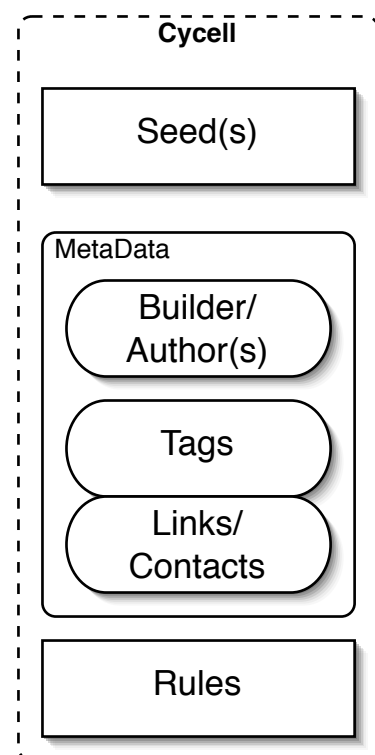 Cycell
Seed(s)
MetaData
Builder/
Author(s)
Tags
Links/
Contacts
Rules